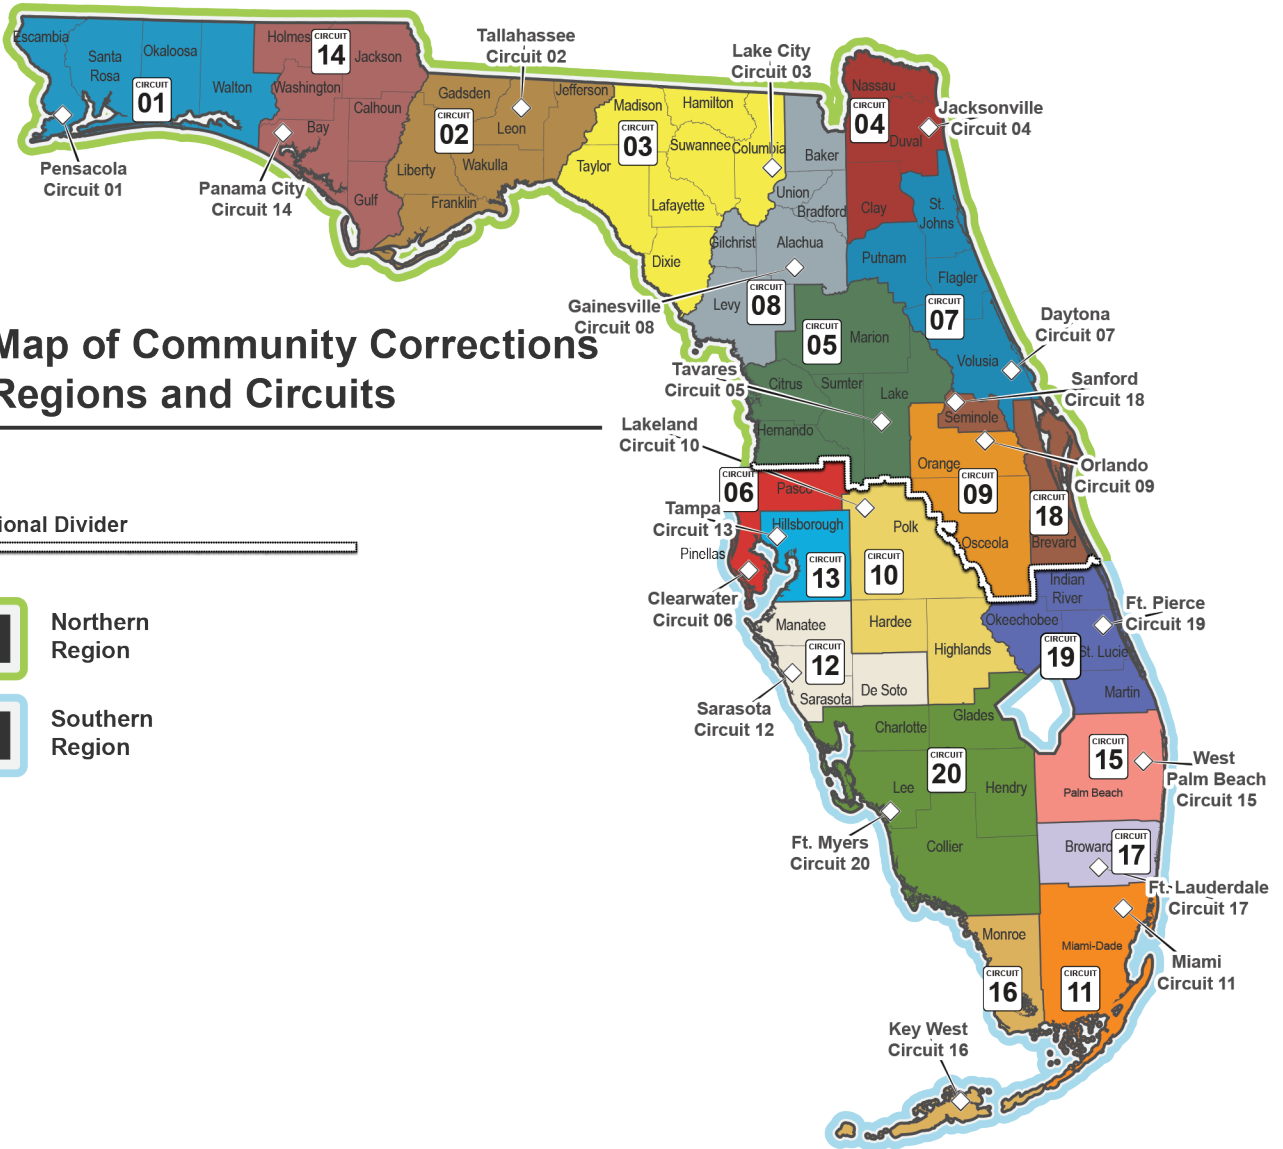 Escambia
Santa
Rosa
Okaloosa
Walton
CIRCUIT
01
Pensacola
Circuit 01
Holmes
CIRCUIT
14
Jackson
Washington
Calhoun
Bay
Gulf
Panama City
Circuit 14
Tallahassee
Circuit 02
Gadsden
Jefferson
CIRCUIT
02
Leon
Liberty
Wakulla
Franklin
Lake City
Circuit 03
Madison
Hamilton
CIRCUIT
03
Suwannee
Columbia
Taylor
Lafayette
Dixie
Nassau
CIRCUIT
04
Duval
Clay
Jacksonville
Circuit 04
Baker
Union
Bradford
Gilchrist
Alachua
Levy
CIRCUIT
08
Gainesville
Circuit 08
St.
Johns
Putnam
Flagler
CIRCUIT
07
Volusia
Daytona
Circuit 07
Map of Community Corrections
Regions and Circuits
CIRCUIT
05
Marion
Citrus
Sumter
Lake
Hernando
Tavares
Circuit 05
Sanford
Circuit 18
Seminole
Lakeland
Circuit 10
Orange
CIRCUIT
09
Osceola
Orlando
Circuit 09
CIRCUIT
18
Brevard
ional Divider
CIRCUIT
06
Pasco
Pinellas
Tampa
Circuit 13
Hillsborough
CIRCUIT
13
Polk
CIRCUIT
10
Hardee
Highlands
Clearwater
Circuit 06
Northern
Region
Southern
Region
Indian
River
Okeechobee
CIRCUIT
19
St. Lucie
Martin
Ft. Pierce
Circuit 19
Manatee
CIRCUIT
12
Sarasota
De Soto
Sarasota
Circuit 12
Charlotte
Glades
CIRCUIT
20
Lee
Hendry
Collier
Ft. Myers
Circuit 20
CIRCUIT
15
Palm Beach
West
Palm Beach
Circuit 15
Broward
CIRCUIT
17
Ft. Lauderdale
Circuit 17
Monroe
CIRCUIT
16
Miami-Dade
CIRCUIT
11
Miami
Circuit 11
Key West
Circuit 16